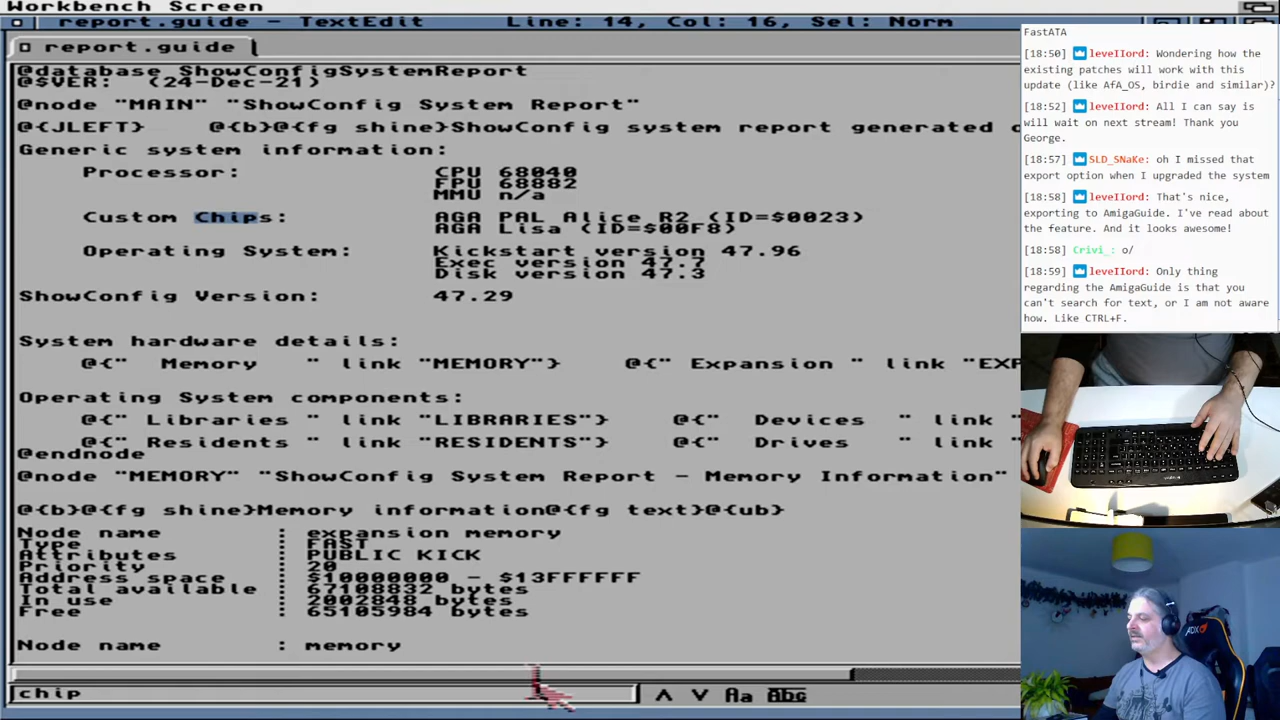 Workbench Screen
report.guide - TextEdit Line: 14, Col: 16, Sel: Norm
report.guide
@database ShowConfigSystemReport
@$VER: (24-Dec-21)
@node "MAIN" "ShowConfig System Report"
@{JLEFT} @{b}@{fg shine}ShowConfig system report generated
Generic system information:
Processor: CPU 68040
FPU 68882
MMU n/a
Custom Chips: AGA PAL Alice R2 (ID=$0023)
AGA Lisa (ID=$00F8)
Operating System: Kickstart version 47.96
Exec version 47.7
Disk version 47.3
ShowConfig Version: 47.29
System hardware details:
@{" Memory " link "MEMORY"} @{" Expansion " link "EXP
Operating System components:
@{" Libraries " link "LIBRARIES"} @{" Devices " link
@{" Residents " link "RESIDENTS"} @{" Drives " link
@endnode
@node "MEMORY" "ShowConfig System Report - Memory Information"
@{b}@{fg shine}Memory information@{fg text}@{ub}
Node name : expansion memory
Type : FAST
Attributes : PUBLIC KICK
Priority : 20
Address space : $10000000 - $13FFFFFF
Total available : 67108832 bytes
In use : 2002848 bytes
Free : 65105984 bytes
Node name : memory
chip
Aa Abc
FastATA
[18:50] leveIIord: Wondering how the
existing patches will work with this
update (like AfA_OS, birdie and similar)?
[18:52] leveIIord: All I can say is
will wait on next stream! Thank you
George.
[18:57] SLD_SNaKe: oh I missed that
export option when I upgraded the system
[18:58] leveIIord: That's nice,
exporting to AmigaGuide. I've read about
the feature. And it looks awesome!
[18:58] Crivi_: o/
[18:59] leveIIord: Only thing
regarding the AmigaGuide is that you
can't search for text, or I am not aware
how. Like CTRL+F.
ADX